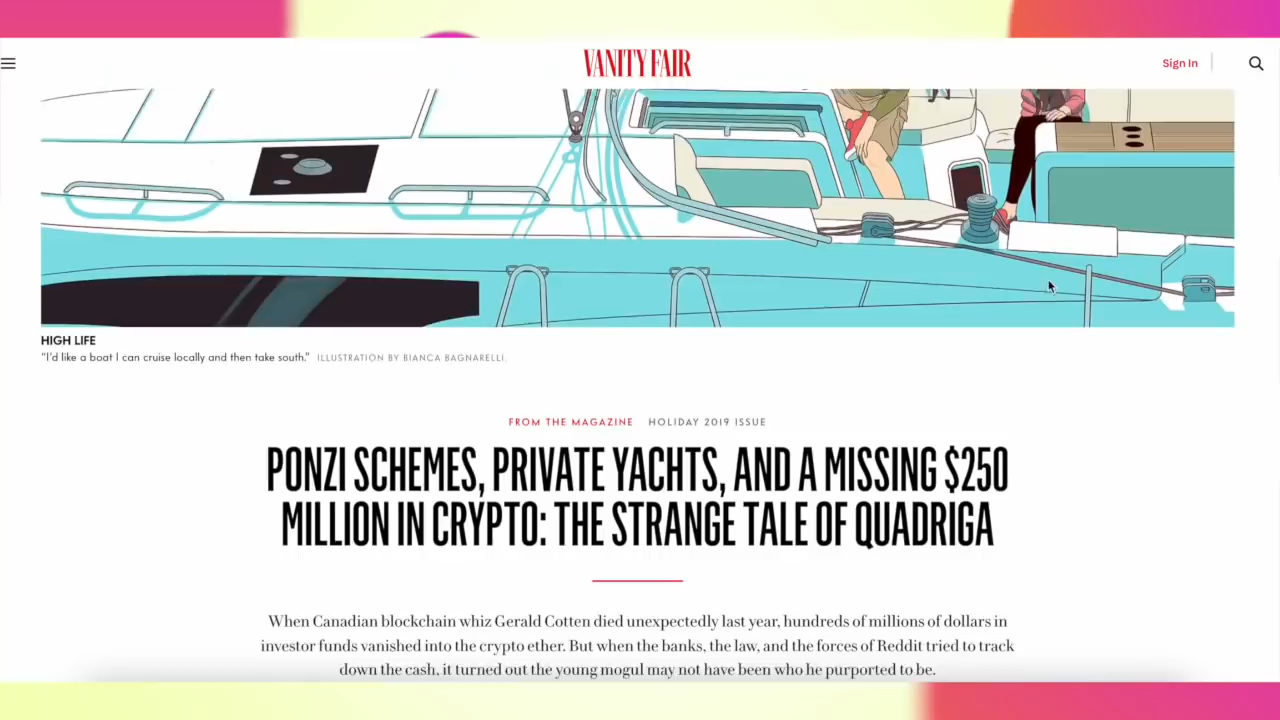 VANITY FAIR
Sign In
HIGH LIFE
“I’d like a boat I can cruise locally and then take south.” ILLUSTRATION BY BIANCA BAGNARELLI.
FROM THE MAGAZINE HOLIDAY 2019 ISSUE
PONZI SCHEMES, PRIVATE YACHTS, AND A MISSING $250
MILLION IN CRYPTO: THE STRANGE TALE OF QUADRIGA
When Canadian blockchain whiz Gerald Cotten died unexpectedly last year, hundreds of millions of dollars in
investor funds vanished into the crypto ether. But when the banks, the law, and the forces of Reddit tried to track
down the cash, it turned out the young mogul may not have been who he purported to be.